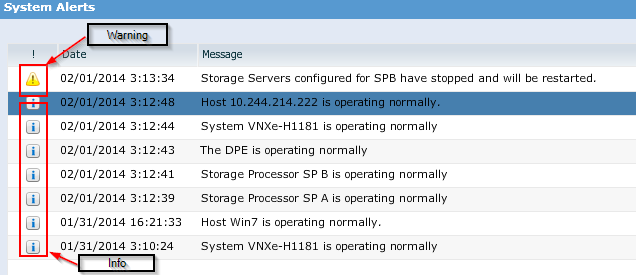 System Alerts
Warning
! Date Message
02/01/2014 3:13:34 Storage Servers configured for SPB have stopped and will be restarted.
02/01/2014 3:12:48 Host 10.244.214.222 is operating normally.
02/01/2014 3:12:44 System VNXe-H1181 is operating normally
02/01/2014 3:12:43 The DPE is operating normally
02/01/2014 3:12:41 Storage Processor SP B is operating normally
02/01/2014 3:12:39 Storage Processor SP A is operating normally
01/31/2014 16:21:33 Host Win7 is operating normally.
01/31/2014 3:10:24 System VNXe-H1181 is operating normally
Info